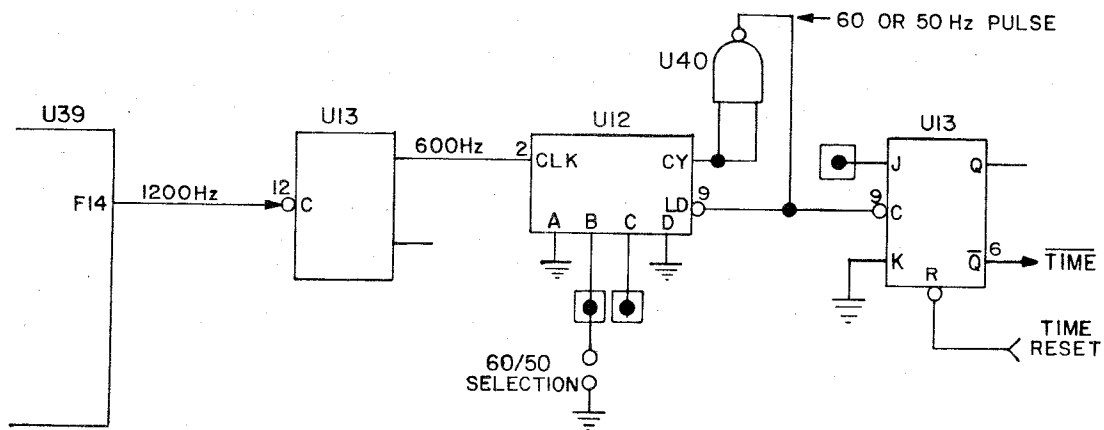 60 OR 50 Hz PULSE
U40
U39
U13
U12
U13
600Hz
2
CLK
CY
J
Q
F14
1200Hz
12
C
LD
9
9
C
A
B
C
D
K
Q̅
6
T̅I̅M̅E̅
R
60/50
SELECTION
TIME
RESET